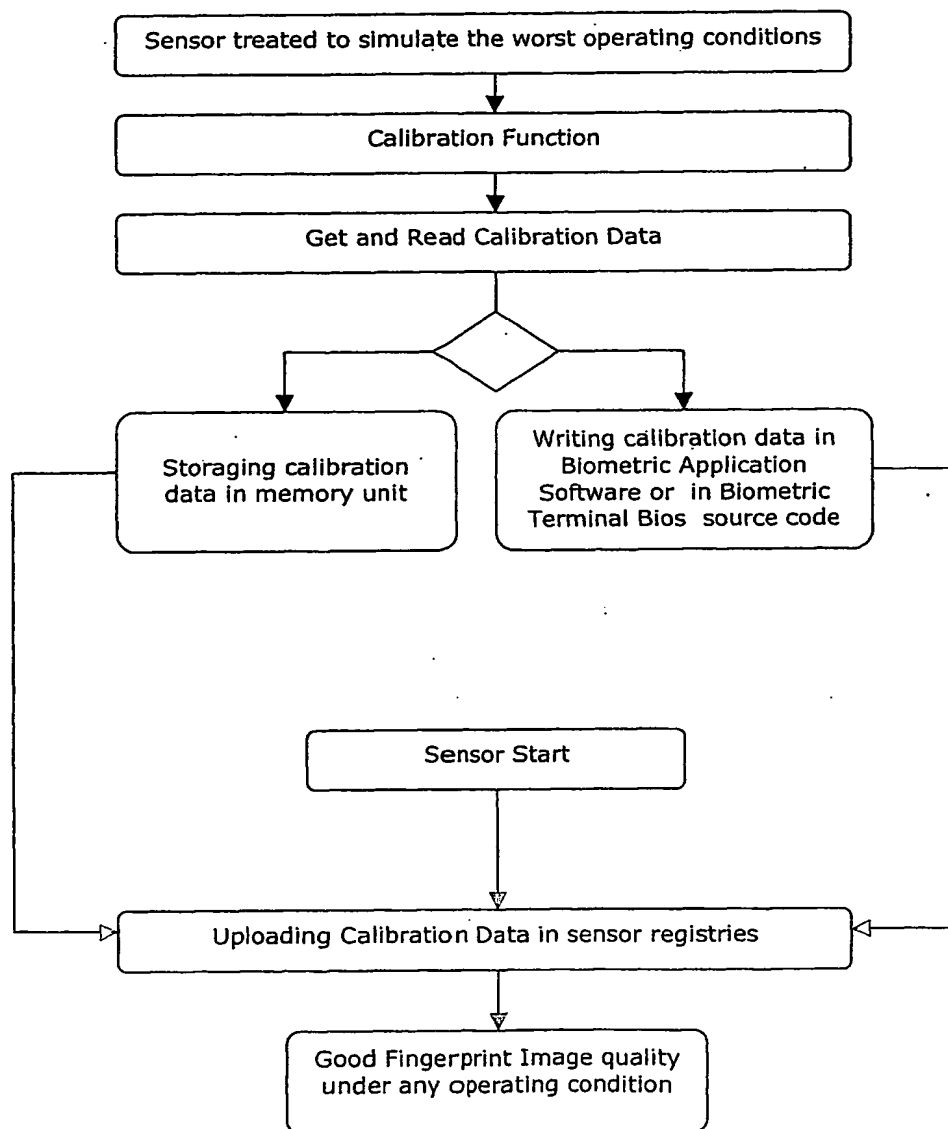 Sensor treated to simulate the worst operating conditions
Calibration Function
Get and Read Calibration Data
Storaging calibration
data in memory unit
Writing calibration data in
Biometric Application
Software or in Biometric
Terminal Bios source code
Sensor Start
Uploading Calibration Data in sensor registries
Good Fingerprint Image quality
under any operating condition